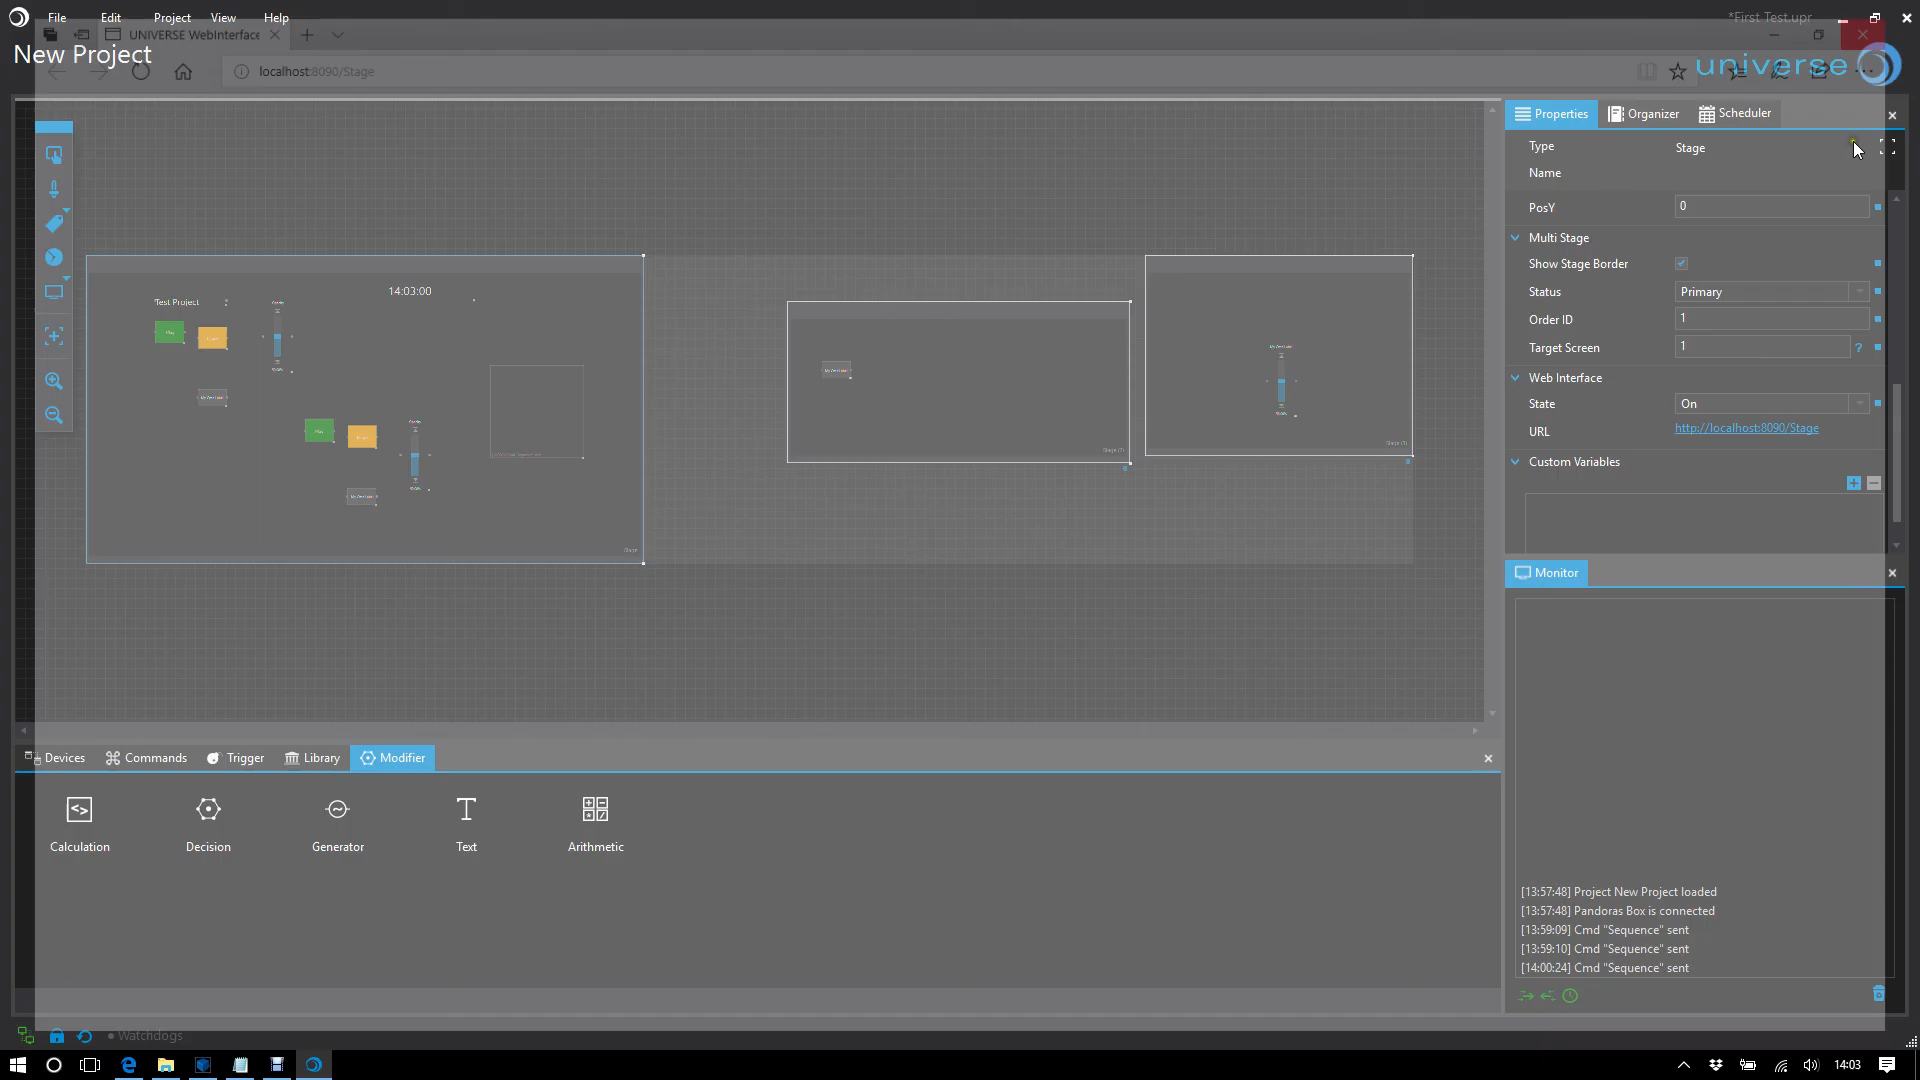 File Edit Project View Help
*First Test.upr
UNIVERSE WebInterface
New Project
localhost:8090/Stage
universe
Properties Organizer Scheduler
Type Stage
Name
PosY 0
Multi Stage
Show Stage Border
Status Primary
Order ID 1
Target Screen 1 ?
Web Interface
State On
URL http://localhost:8090/Stage
Custom Variables
14:03:00
Test Project
Play
Play
Stage
Monitor
Devices Commands Trigger Library Modifier
Calculation Decision Generator Text Arithmetic
[13:57:48] Project New Project loaded
[13:57:48] Pandoras Box is connected
[13:59:09] Cmd "Sequence" sent
[13:59:10] Cmd "Sequence" sent
[14:00:24] Cmd "Sequence" sent
Watchdogs
14:03